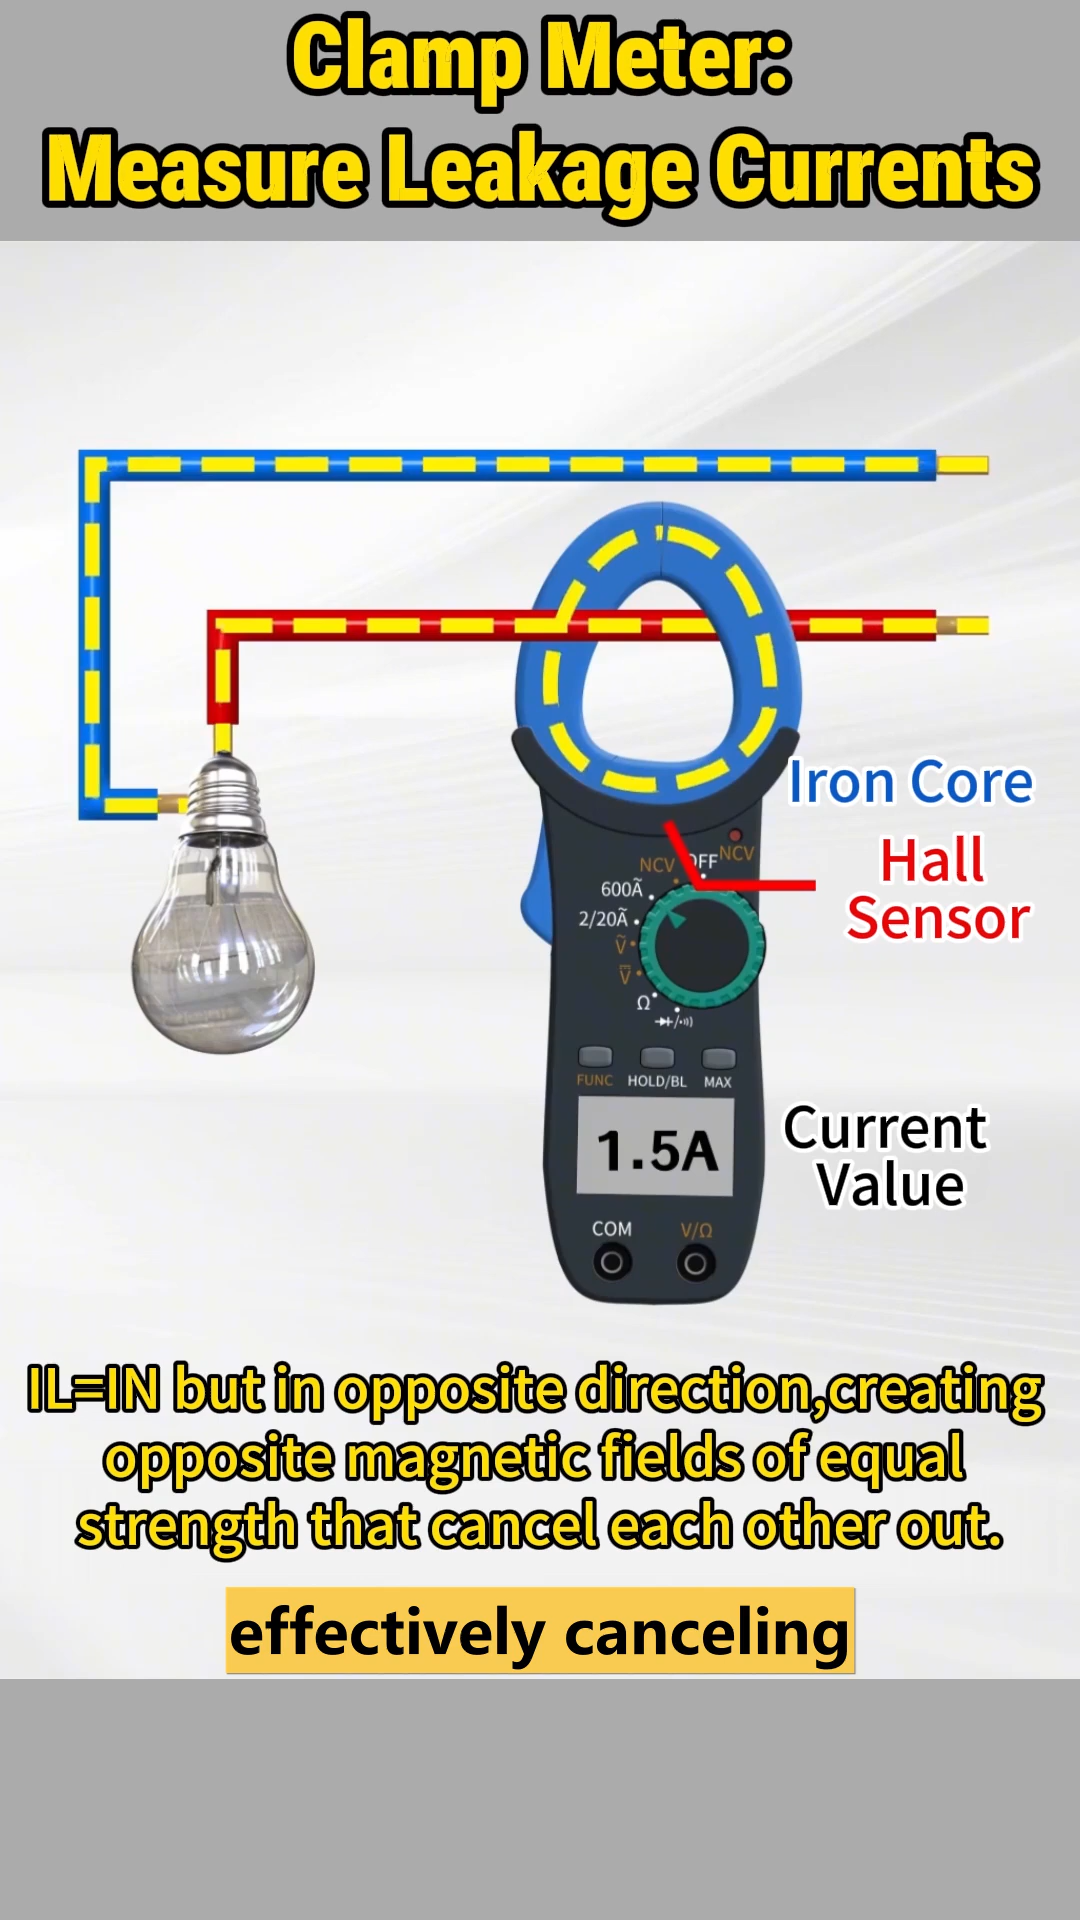 Clamp Meter:
Measure Leakage Currents
Iron Core
Hall
Sensor
NCV
OFF
NCV
600Ã
2/20Ã
Ṽ
V
Ω
FUNC
HOLD/BL
MAX
1.5A
Current
Value
COM
V/Ω
IL=IN but in opposite direction,creating
opposite magnetic fields of equal
strength that cancel each other out.
effectively canceling